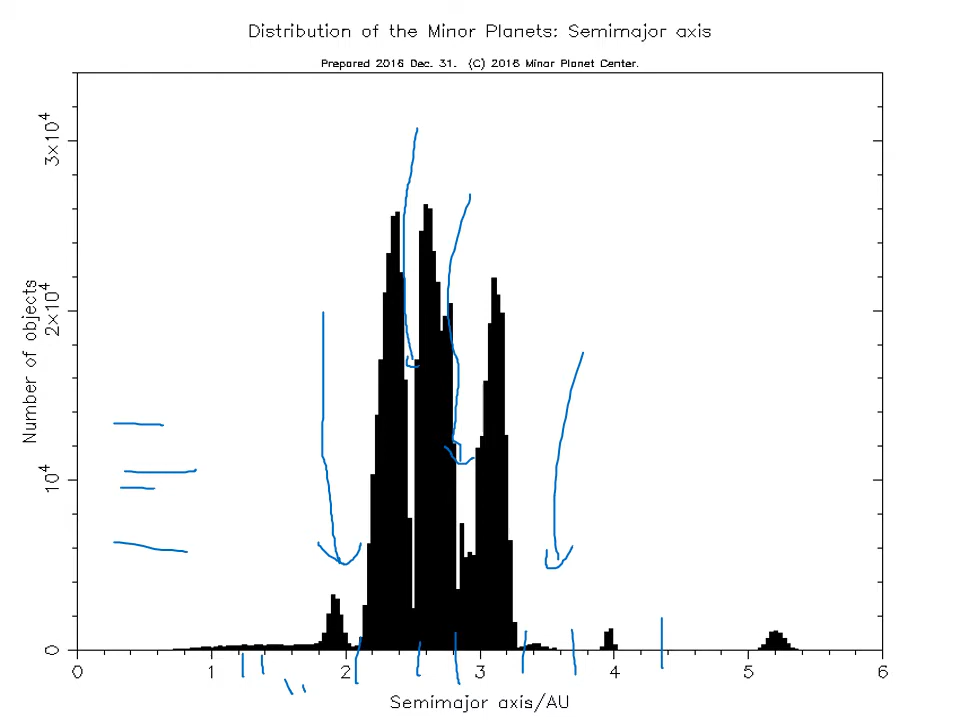 Distribution of the Minor Planets: Semimajor axis
Prepared 2016 Dec. 31. (C) 2016 Minor Planet Center.
3×10⁴
2×10⁴
10⁴
0
Number of objects
0 1 2 3 4 5 6
Semimajor axis/AU